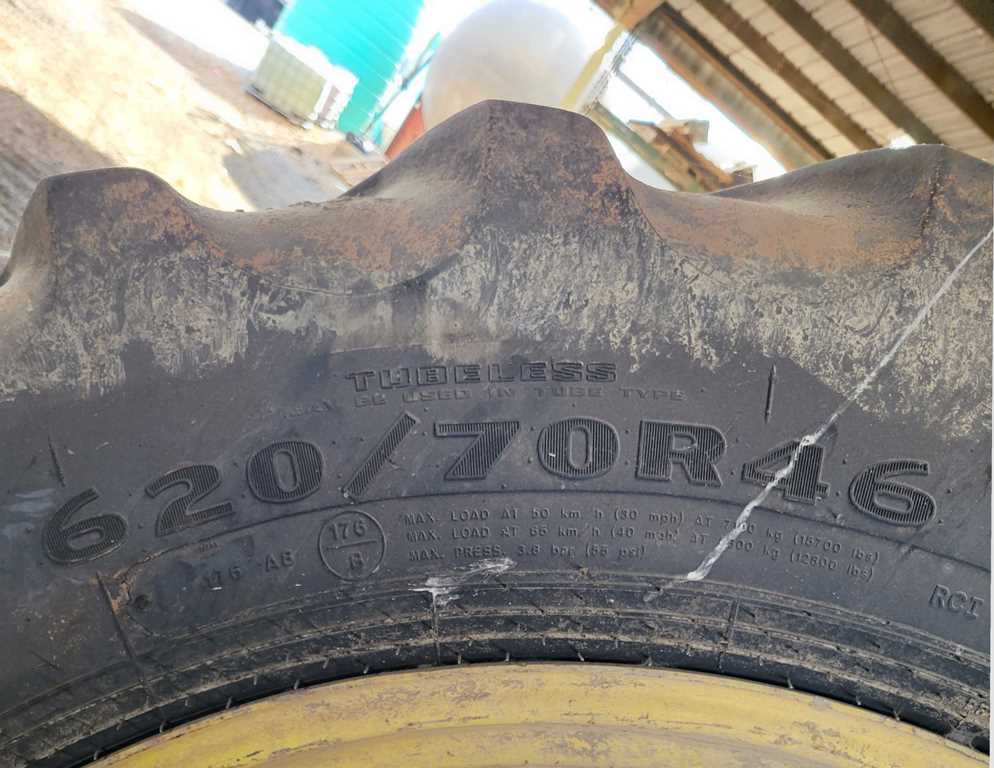 TUBELESS
MAY BE USED IN TUBE TYPE
620/70R46
176 A8
176
B
MAX. LOAD AT 50 km/h (30 mph) AT 7100 kg (15700 lbs)
MAX. LOAD AT 65 km/h (40 mph) AT kg (12800 lbs)
MAX. PRESS. 3.8 bar (55 psi)
RCI